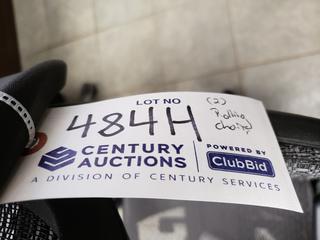 LOT NO
(2)
Rolling
484H
Chairs
CENTURY
AUCTIONS
POWERED BY
ClubBid
A DIVISION OF CENTURY SERVICES